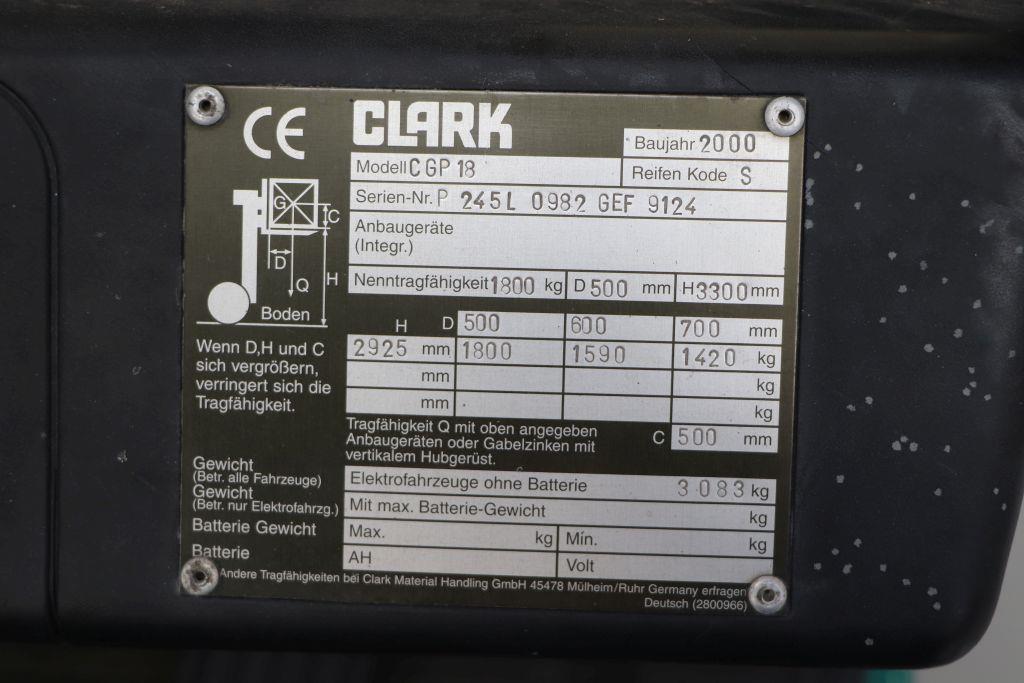 CE CLARK
Baujahr 2000
Modell CGP 18
Reifen Kode S
Serien-Nr. P 245L 0982 GEF 9124
Anbaugeräte
(Integr.)
Nenntragfähigkeit 1800 kg D 500 mm H 3300 mm
G
C
D
Q
H
Boden
H D 500 600 700 mm
2925 mm 1800 1590 1420 kg
mm kg
mm kg
Wenn D,H und C
sich vergrößern,
verringert sich die
Tragfähigkeit.
Tragfähigkeit Q mit oben angegeben
Anbaugeräten oder Gabelzinken mit
vertikalem Hubgerüst.
C 500 mm
Gewicht
(Betr. alle Fahrzeuge)
Elektrofahrzeuge ohne Batterie 3083 kg
Gewicht
(Betr. nur Elektrofahrzg.)
Mit max. Batterie-Gewicht kg
Batterie Gewicht Max. kg Mín. kg
Batterie AH Volt
Andere Tragfähigkeiten bei Clark Material Handling GmbH 45478 Mülheim/Ruhr Germany erfragen
Deutsch (2800966)